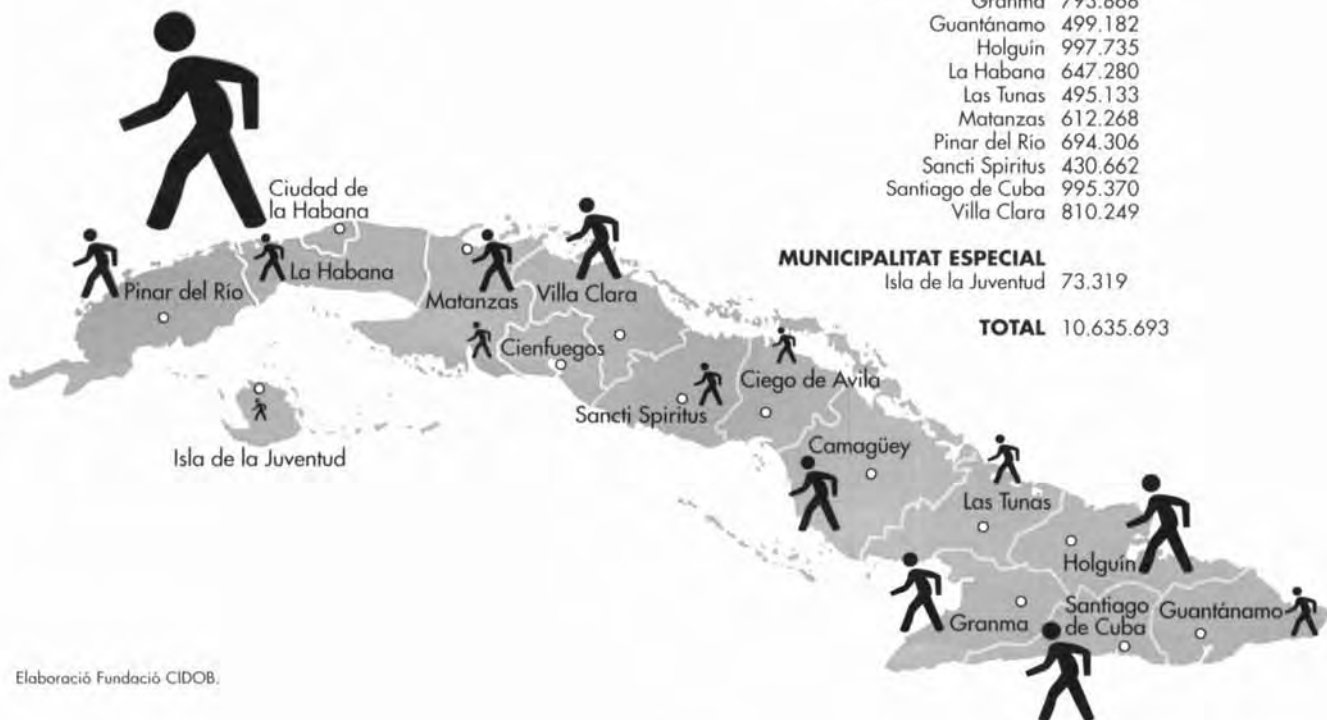 Granma 793.868
Guantánamo 499.182
Holguín 997.735
La Habana 647.280
Las Tunas 495.133
Matanzas 612.268
Pinar del Río 694.306
Sancti Spiritus 430.662
Santiago de Cuba 995.370
Villa Clara 810.249
MUNICIPALITAT ESPECIAL
Isla de la Juventud 73.319
TOTAL 10.635.693
Ciudad de
la Habana
La Habana
Pinar del Río
Matanzas
Villa Clara
Cienfuegos
Ciego de Avila
Sancti Spiritus
Isla de la Juventud
Camagüey
Las Tunas
Holguín
Granma
Santiago
de Cuba
Guantánamo
Elaboració Fundació CIDOB.